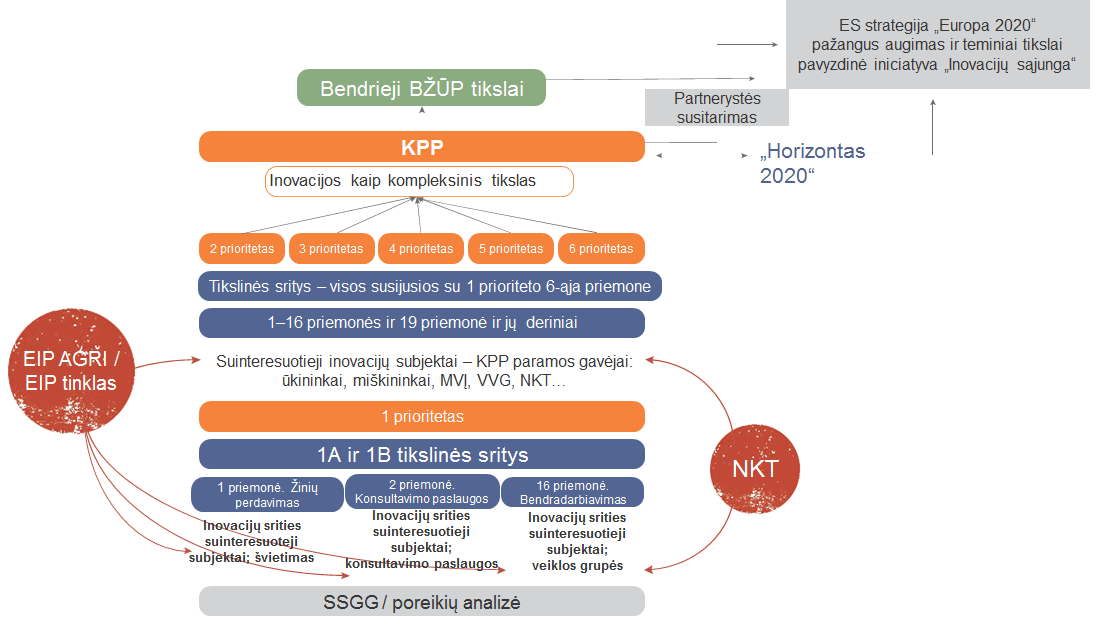 ES strategija „Europa 2020“
pažangus augimas ir teminiai tikslai
pavyzdinė iniciatyva „Inovacijų sąjunga“
Bendrieji BŽŪP tikslai
Partnerystės
susitarimas
KPP
„Horizontas
2020“
Inovacijos kaip kompleksinis tikslas
2 prioritetas
3 prioritetas
4 prioritetas
5 prioritetas
6 prioritetas
Tikslinės sritys – visos susijusios su 1 prioriteto 6-ąja priemone
1–16 priemonės ir 19 priemonė ir jų deriniai
EIP AGRI /
EIP tinklas
Suinteresuotieji inovacijų subjektai – KPP paramos gavėjai:
ūkininkai, miškininkai, MVĮ, VVG, NKT…
1 prioritetas
1A ir 1B tikslinės sritys
NKT
1 priemonė. Žinių
perdavimas
2 priemonė.
Konsultavimo paslaugos
16 priemonė.
Bendradarbiavimas
Inovacijų srities
suinteresuoteji
subjektai; švietimas
Inovacijų srities
suinteresuotieji
subjektai;
konsultavimo paslaugos
Inovacijų srities
suinteresuotieji
subjektai;
veiklos grupės
SSGG / poreikių analizė